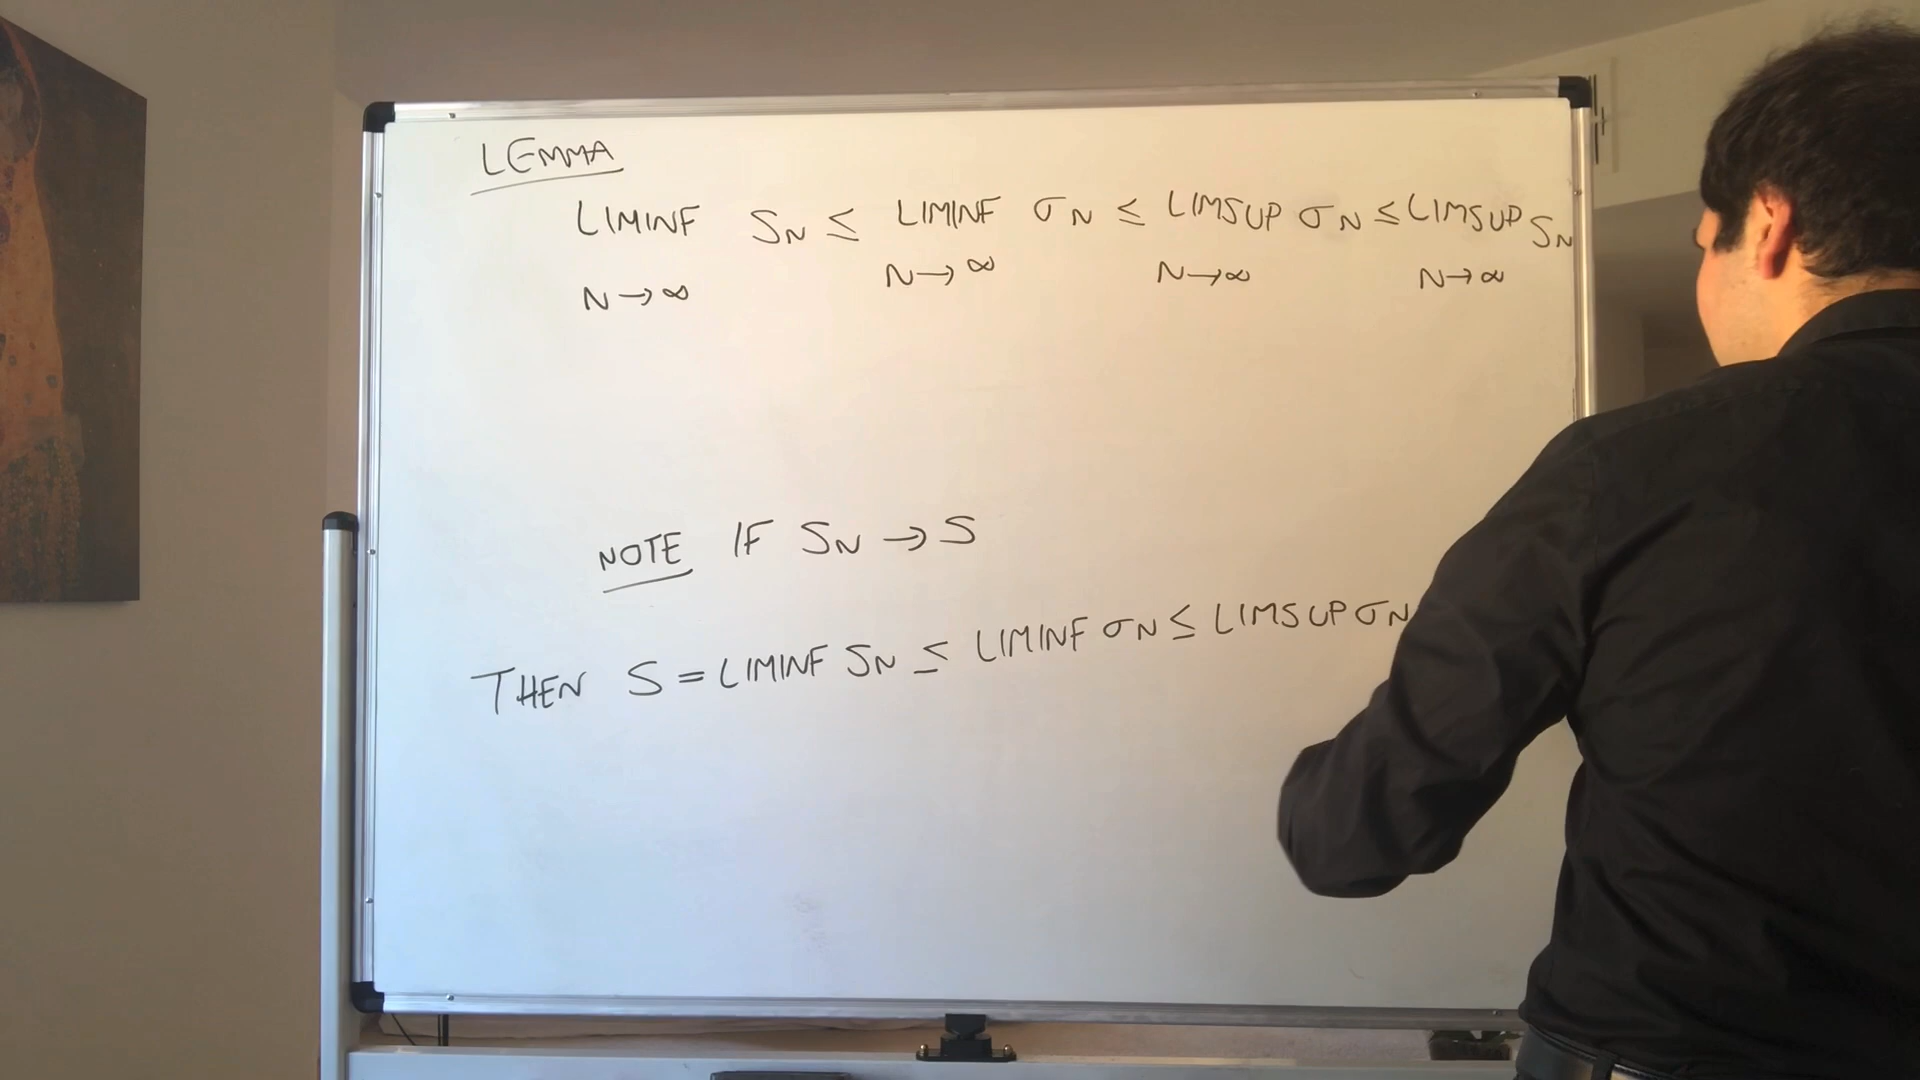 LEMMA
LIMINF SN ≤ LIMINF σN ≤ LIMSUP σN ≤ LIMSUP SN
N→∞ N→∞ N→∞ N→∞
NOTE IF SN → S
THEN S = LIMINF SN ≤ LIMINF σN ≤ LIMSUP σN